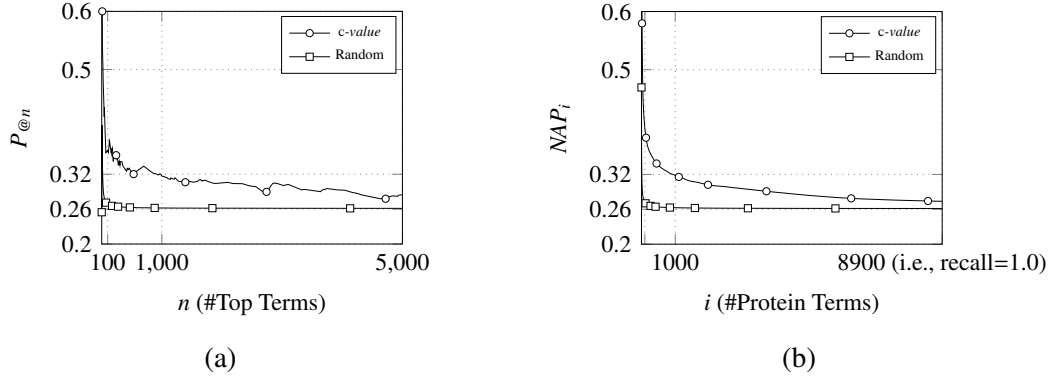 0.6
0.5
0.32
0.26
0.2
P@n
c-value
Random
100 1,000 5,000
n (#Top Terms)
(a)
0.6
0.5
0.32
0.26
0.2
NAPi
c-value
Random
1000 8900 (i.e., recall=1.0)
i (#Protein Terms)
(b)